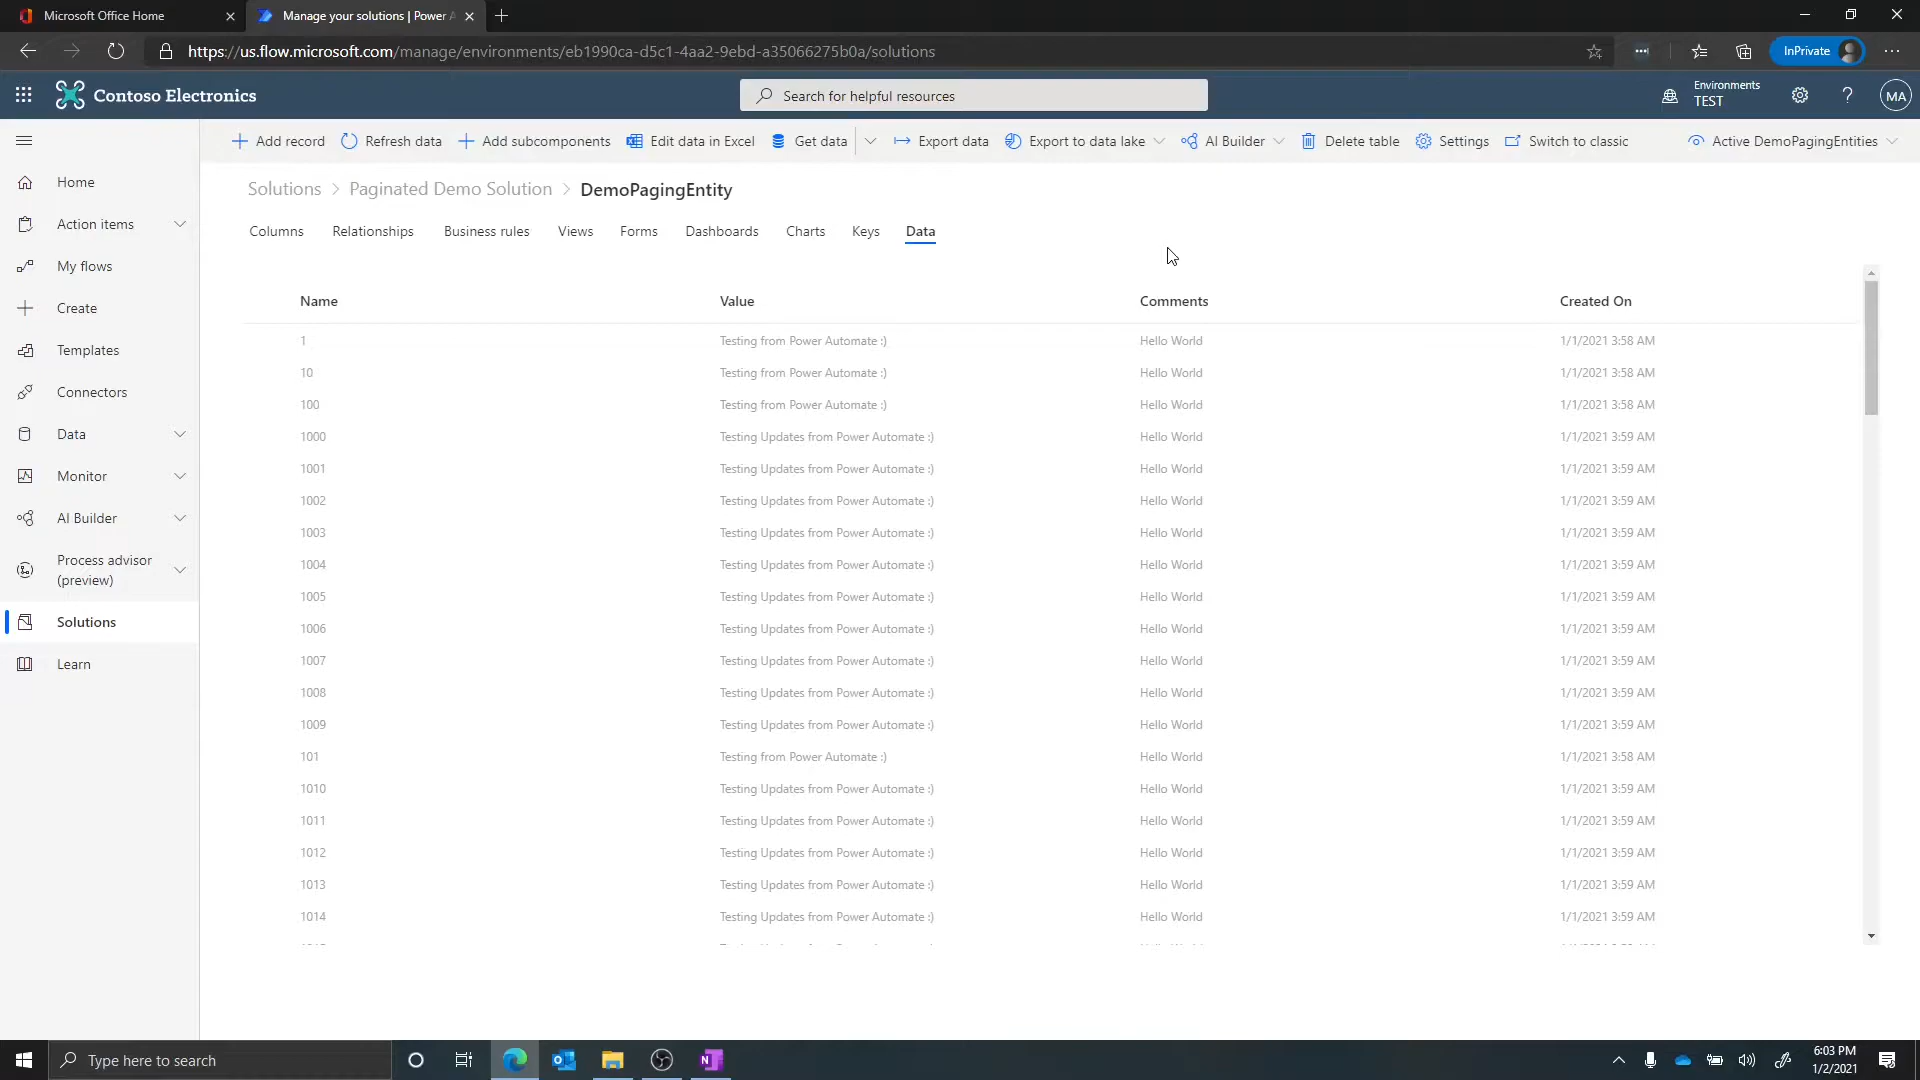 Microsoft Office Home
Manage your solutions | Power A
https://us.flow.microsoft.com/manage/environments/eb1990ca-d5c1-4aa2-9ebd-a35066275b0a/solutions
InPrivate
Contoso Electronics
Search for helpful resources
Environments
TEST
MA
Add record
Refresh data
Add subcomponents
Edit data in Excel
Get data
Export data
Export to data lake
AI Builder
Delete table
Settings
Switch to classic
Active DemoPagingEntities
Home
Action items
My flows
Create
Templates
Connectors
Data
Monitor
AI Builder
Process advisor
(preview)
Solutions
Learn
Solutions > Paginated Demo Solution > DemoPagingEntity
Columns Relationships Business rules Views Forms Dashboards Charts Keys Data
Name Value Comments Created On
1 Testing from Power Automate :) Hello World 1/1/2021 3:58 AM
10 Testing from Power Automate :) Hello World 1/1/2021 3:58 AM
100 Testing from Power Automate :) Hello World 1/1/2021 3:58 AM
1000 Testing Updates from Power Automate :) Hello World 1/1/2021 3:59 AM
1001 Testing Updates from Power Automate :) Hello World 1/1/2021 3:59 AM
1002 Testing Updates from Power Automate :) Hello World 1/1/2021 3:59 AM
1003 Testing Updates from Power Automate :) Hello World 1/1/2021 3:59 AM
1004 Testing Updates from Power Automate :) Hello World 1/1/2021 3:59 AM
1005 Testing Updates from Power Automate :) Hello World 1/1/2021 3:59 AM
1006 Testing Updates from Power Automate :) Hello World 1/1/2021 3:59 AM
1007 Testing Updates from Power Automate :) Hello World 1/1/2021 3:59 AM
1008 Testing Updates from Power Automate :) Hello World 1/1/2021 3:59 AM
1009 Testing Updates from Power Automate :) Hello World 1/1/2021 3:59 AM
101 Testing from Power Automate :) Hello World 1/1/2021 3:58 AM
1010 Testing Updates from Power Automate :) Hello World 1/1/2021 3:59 AM
1011 Testing Updates from Power Automate :) Hello World 1/1/2021 3:59 AM
1012 Testing Updates from Power Automate :) Hello World 1/1/2021 3:59 AM
1013 Testing Updates from Power Automate :) Hello World 1/1/2021 3:59 AM
1014 Testing Updates from Power Automate :) Hello World 1/1/2021 3:59 AM
Type here to search
6:03 PM
1/2/2021